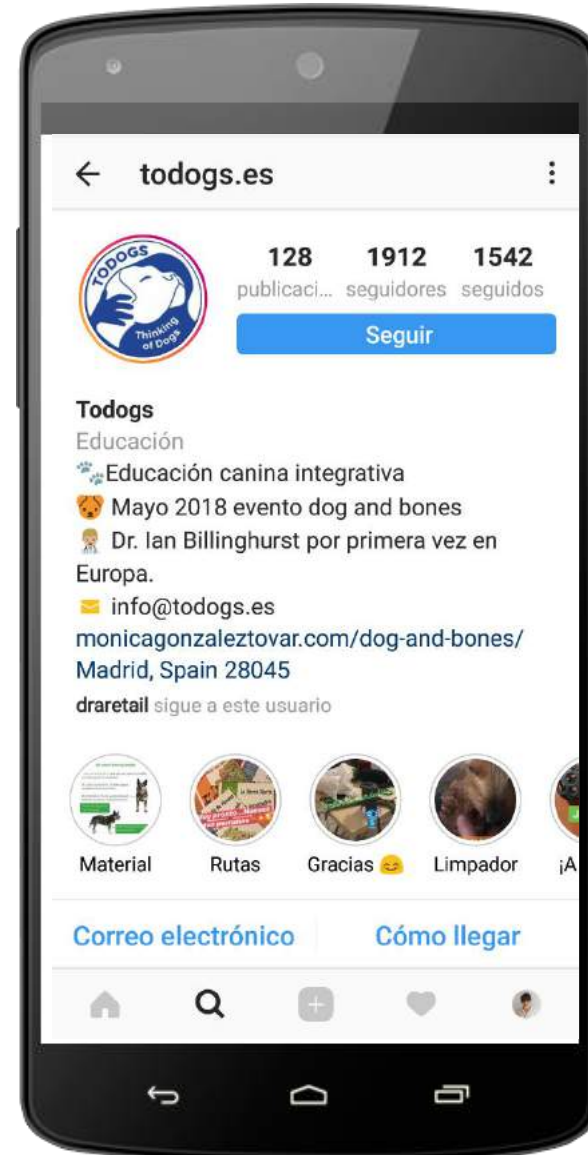 todogs.es
TODOGS
Thinking
of Dogs
128 1912 1542
publicaci... seguidores seguidos
Seguir
Todogs
Educación
🐾Educación canina integrativa
🐶 Mayo 2018 evento dog and bones
👨🏼‍⚕️ Dr. Ian Billinghurst por primera vez en
Europa.
✉️ info@todogs.es
monicagonzaleztovar.com/dog-and-bones/
Madrid, Spain 28045
draretail sigue a este usuario
Material Rutas Gracias 😊 Limpador ¡A
Correo electrónico Cómo llegar